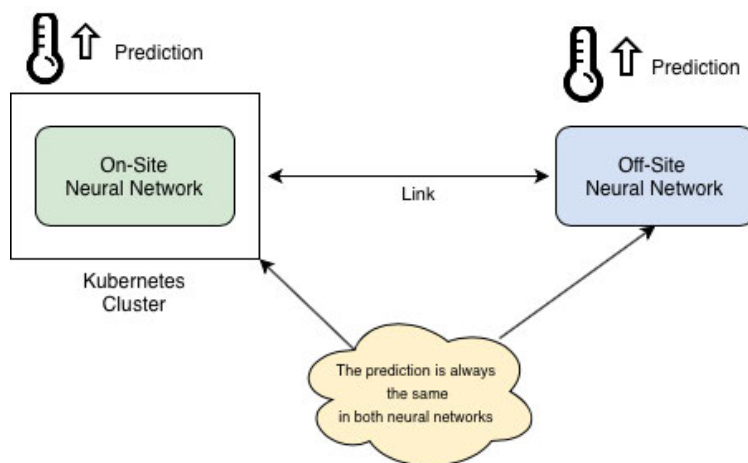 Prediction
Prediction
On-Site
Neural Network
Off-Site
Neural Network
Link
Kubernetes
Cluster
The prediction is always
the same
in both neural networks